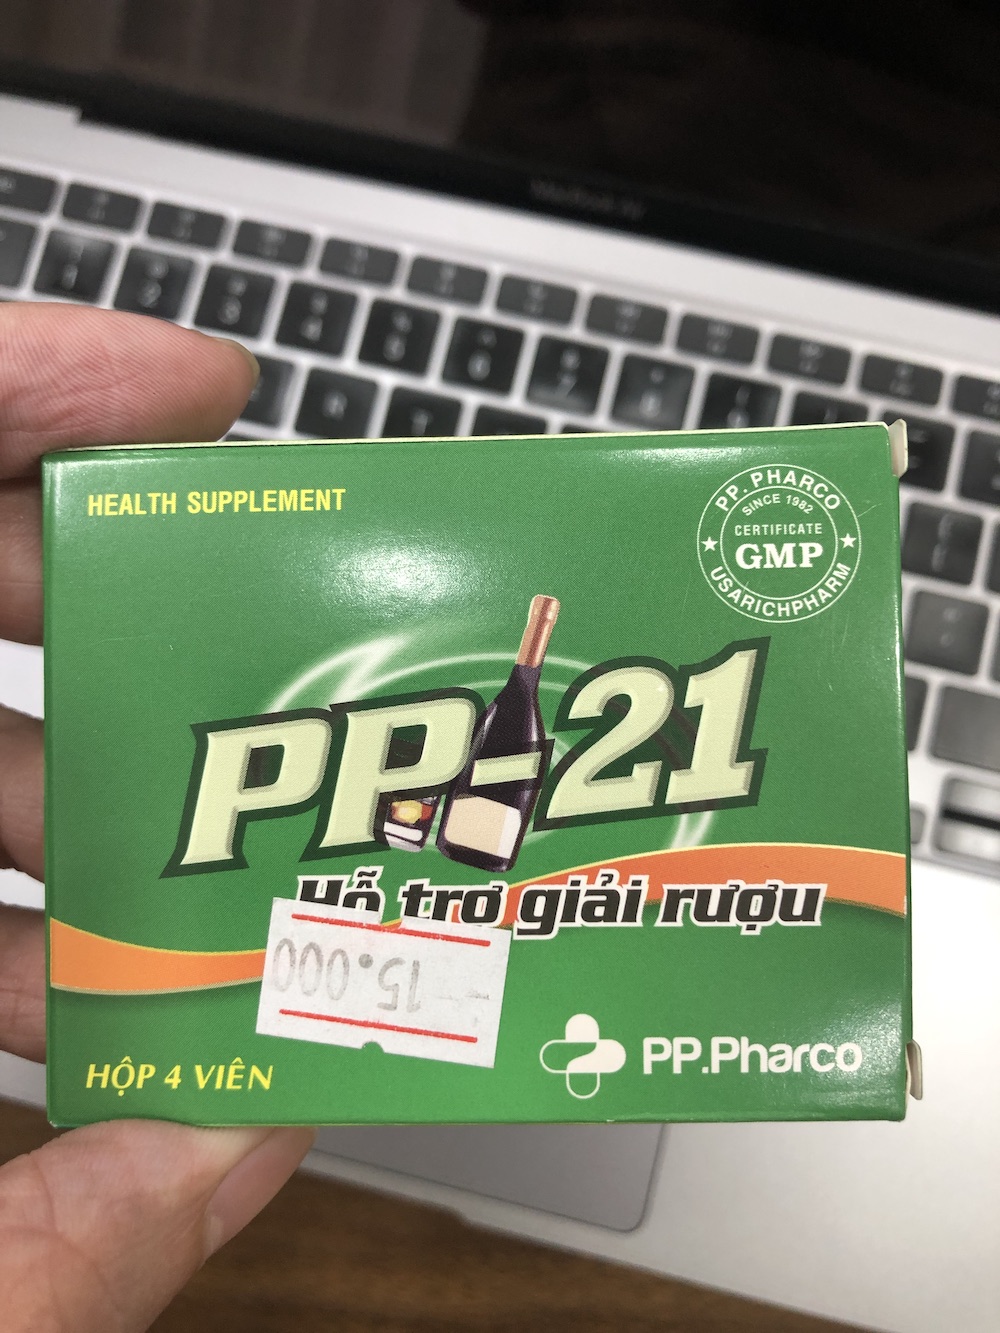 HEALTH SUPPLEMENT
PP. PHARCO
SINCE 1982
CERTIFICATE
GMP
USARICHPHARM
PP-21
Hỗ trợ giải rượu
15.000
PP.Pharco
HỘP 4 VIÊN